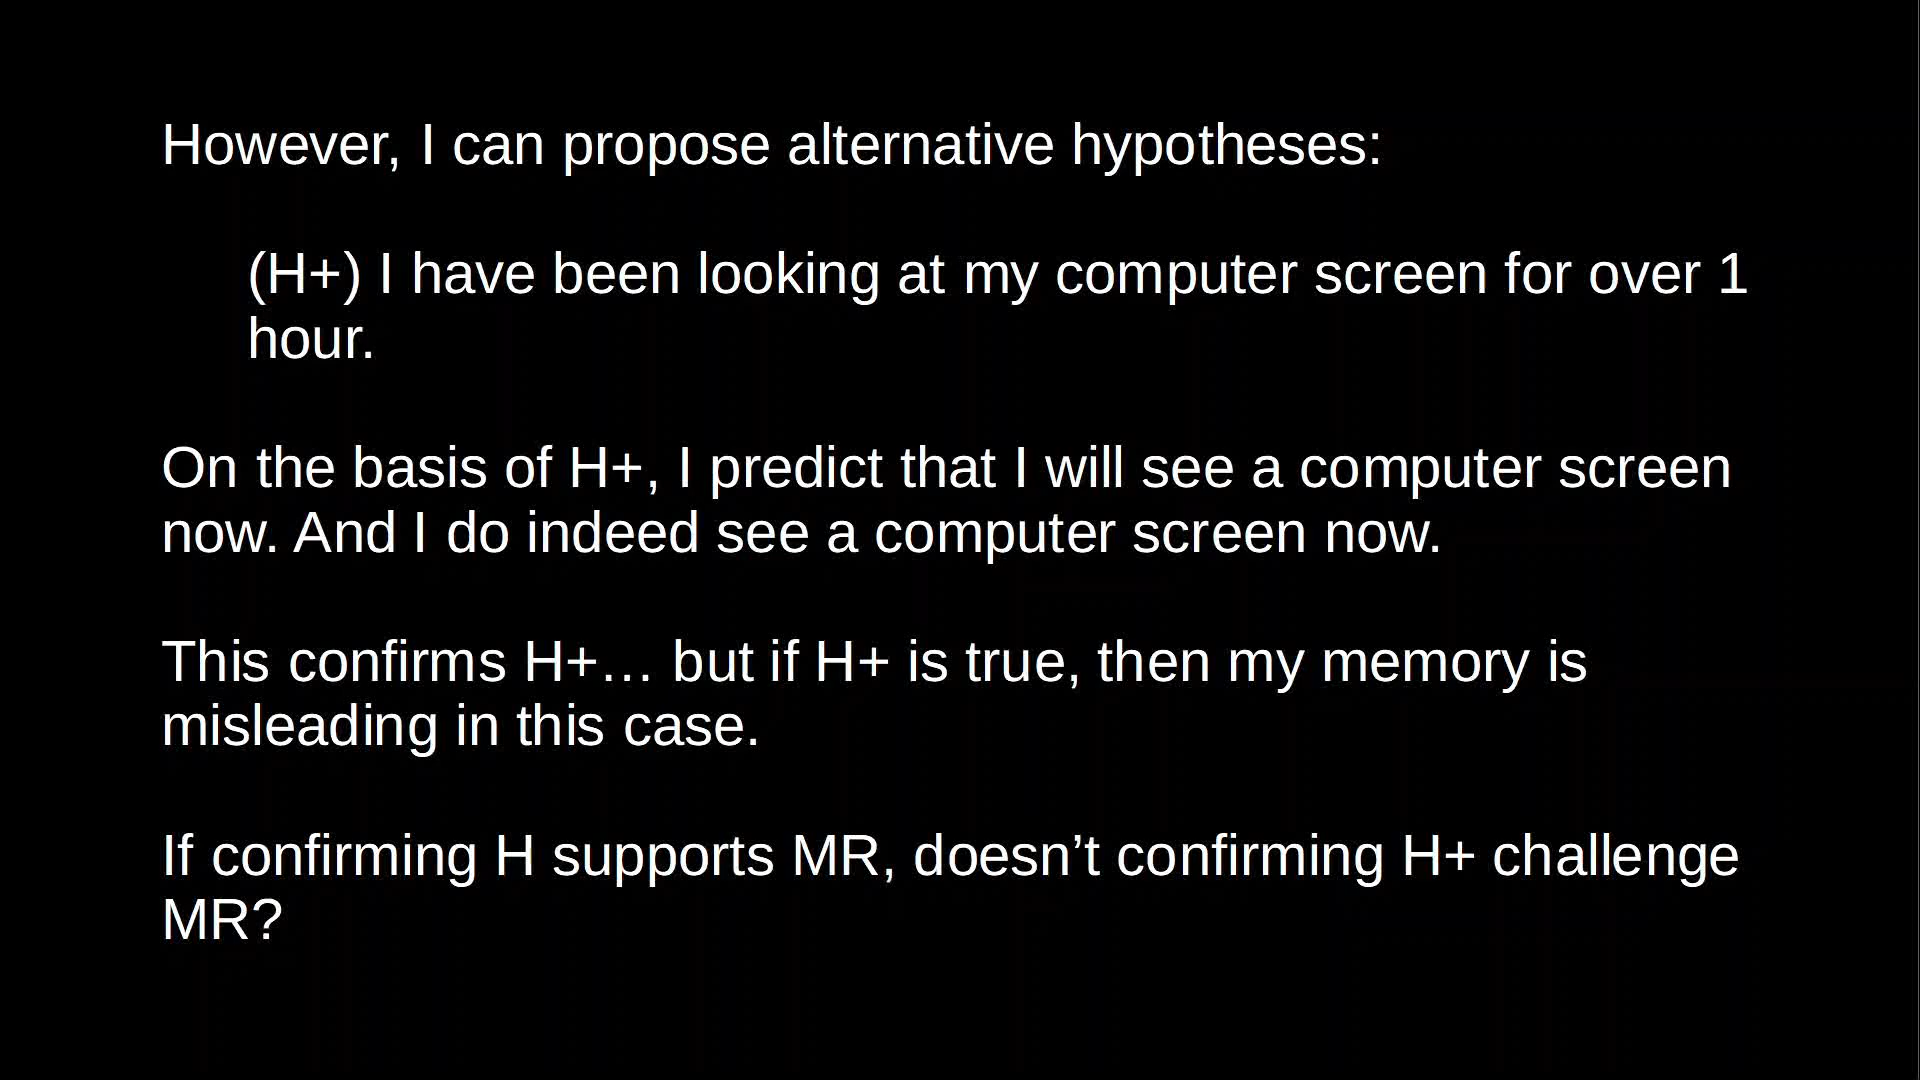 However, I can propose alternative hypotheses:
(H+) I have been looking at my computer screen for over 1
hour.
On the basis of H+, I predict that I will see a computer screen
now. And I do indeed see a computer screen now.
This confirms H+… but if H+ is true, then my memory is
misleading in this case.
If confirming H supports MR, doesn’t confirming H+ challenge
MR?